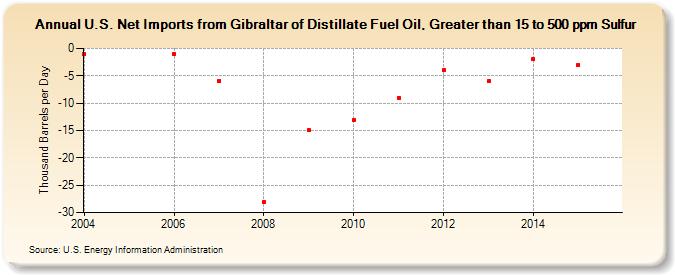 Annual U.S. Net Imports from Gibraltar of Distillate Fuel Oil, Greater than 15 to 500 ppm Sulfur
Thousand Barrels per Day
0
-5
-10
-15
-20
-25
-30
2004 2006 2008 2010 2012 2014
Source: U.S. Energy Information Administration